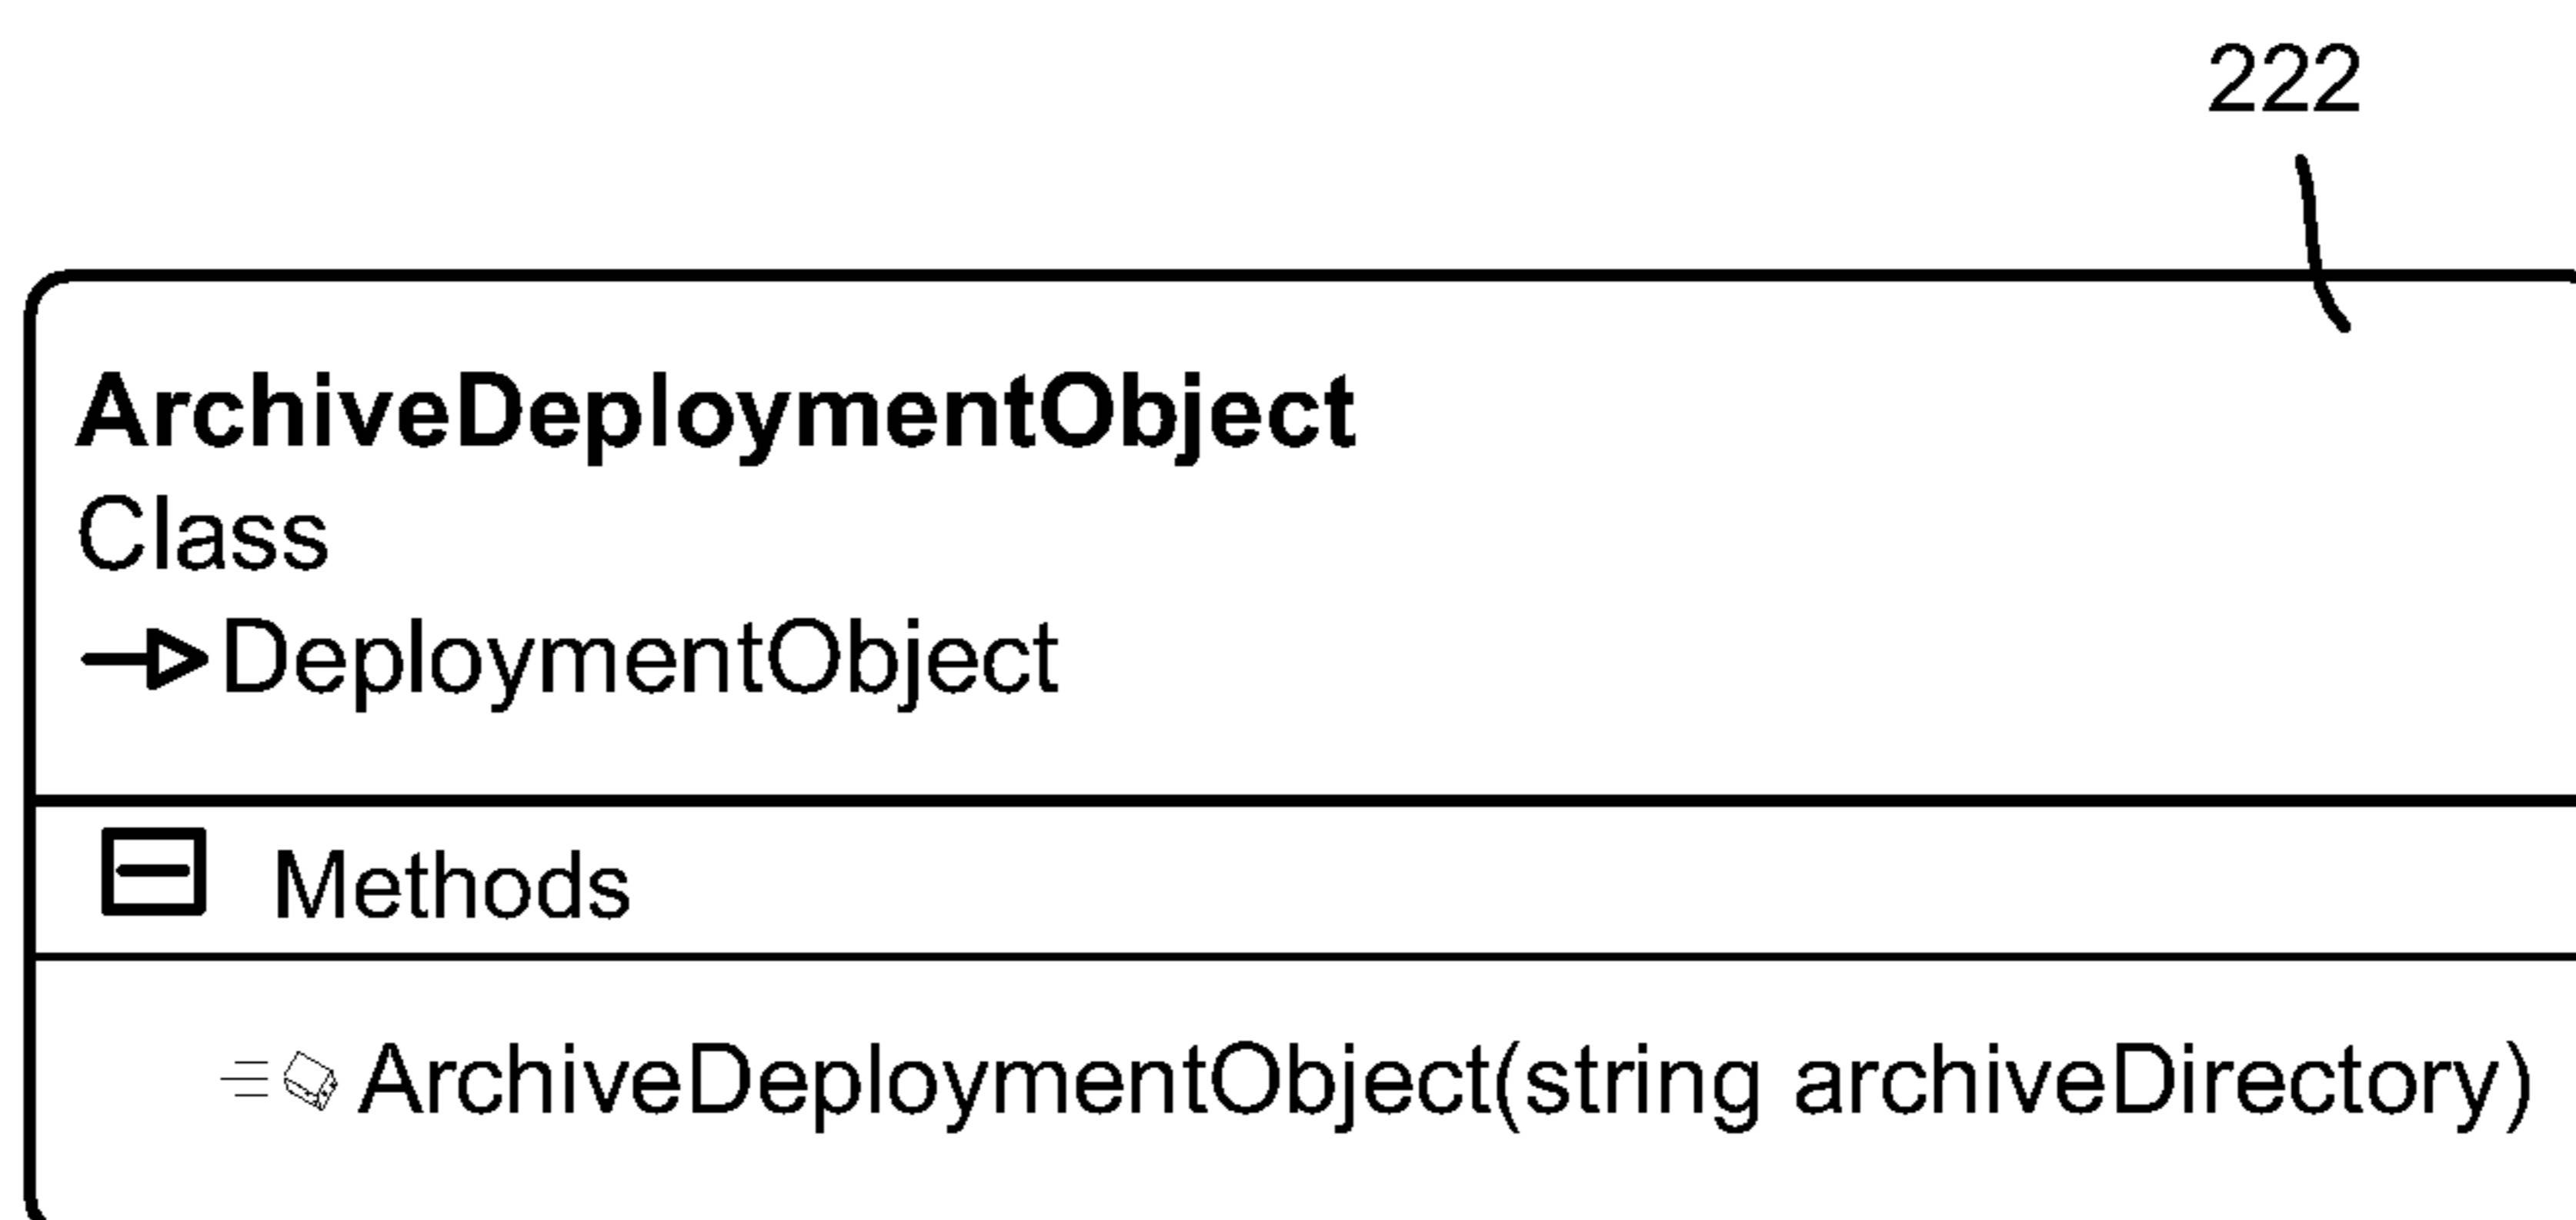 222
ArchiveDeploymentObject
Class
DeploymentObject
Methods
ArchiveDeploymentObject(string archiveDirectory)